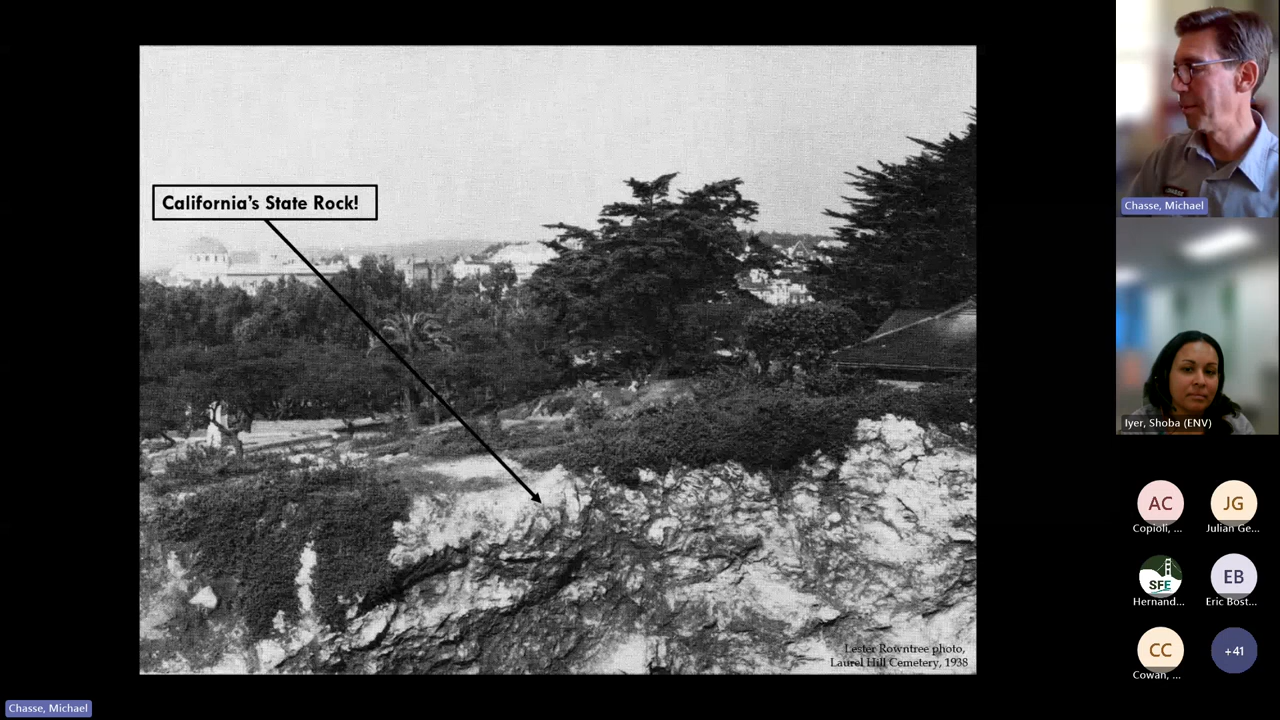 California's State Rock!
Lester Rowntree photo,
Laurel Hill Cemetery, 1938
Chasse, Michael
Iyer, Shoba (ENV)
AC
JG
Copioli, ...
Julian Ge...
SFE
EB
Hernand...
Eric Bost...
CC
+41
Cowan, ...
Chasse, Michael